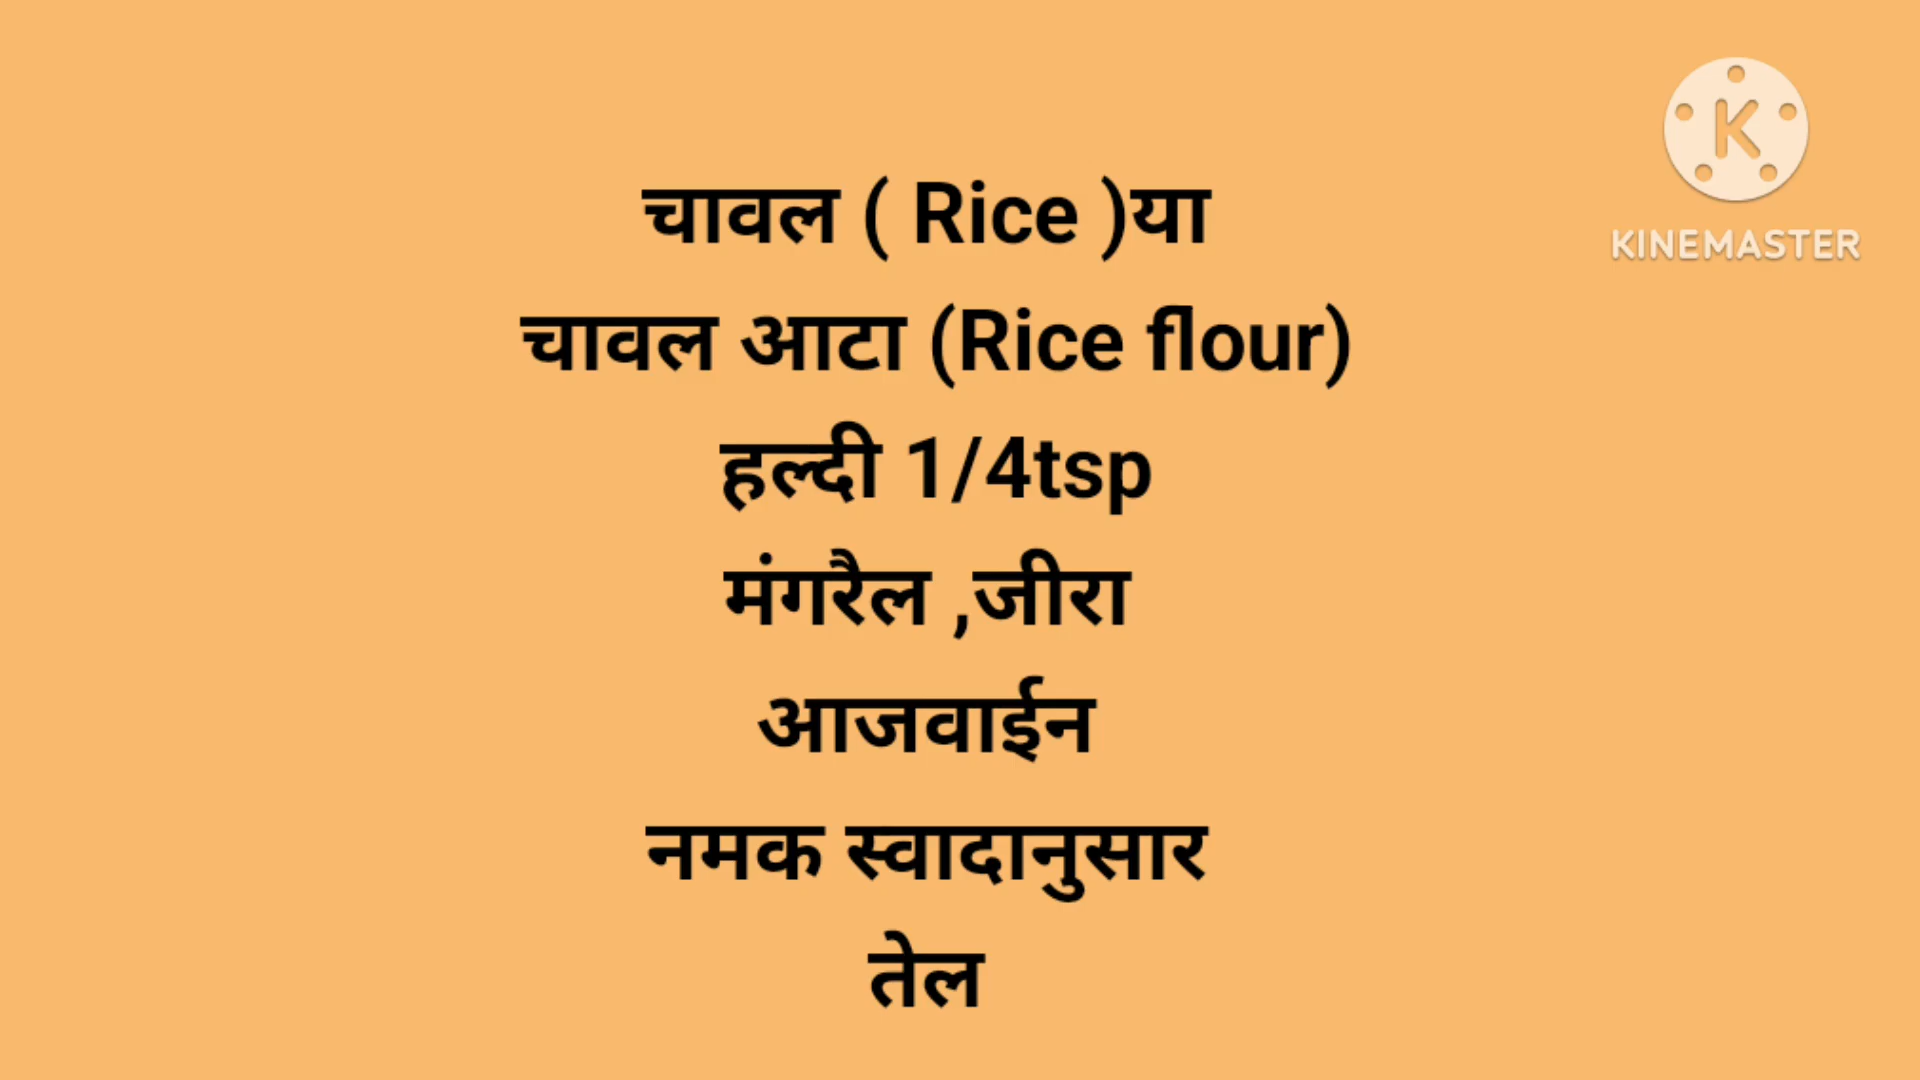 चावल ( Rice )या
चावल आटा (Rice flour)
हल्दी 1/4tsp
मंगरैल ,जीरा
आजवाईन
नमक स्वादानुसार
तेल
K
KINEMASTER